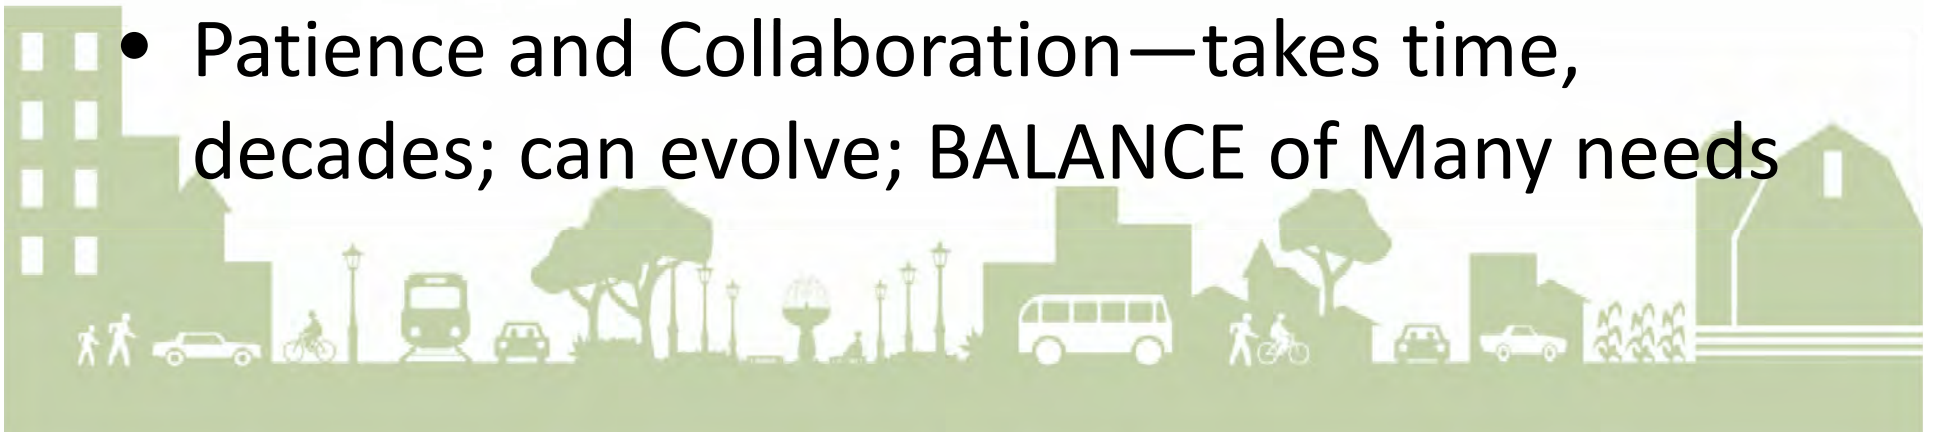 • Patience and Collaboration—takes time,
decades; can evolve; BALANCE of Many needs